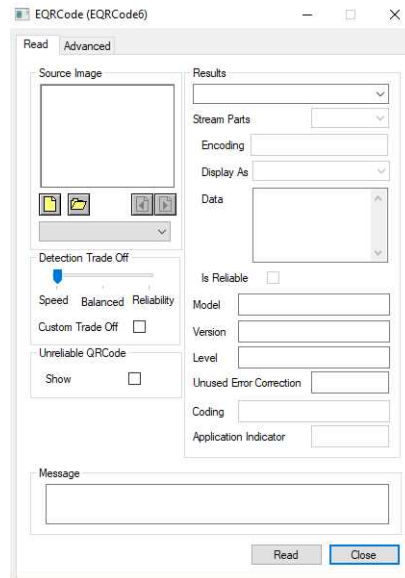 EQRCode (EQRCode6)
Read Advanced
Source Image
Detection Trade Off
Speed Balanced Reliability
Custom Trade Off
Unreliable QRCode
Show
Results
Stream Parts
Encoding
Display As
Data
Is Reliable
Model
Version
Level
Unused Error Correction
Coding
Application Indicator
Message
Read Close